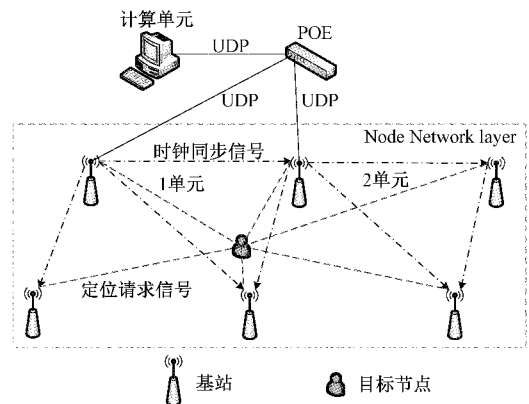 计算单元
POE
UDP
UDP
UDP
Node Network layer
时钟同步信号
1单元
2单元
定位请求信号
基站
目标节点